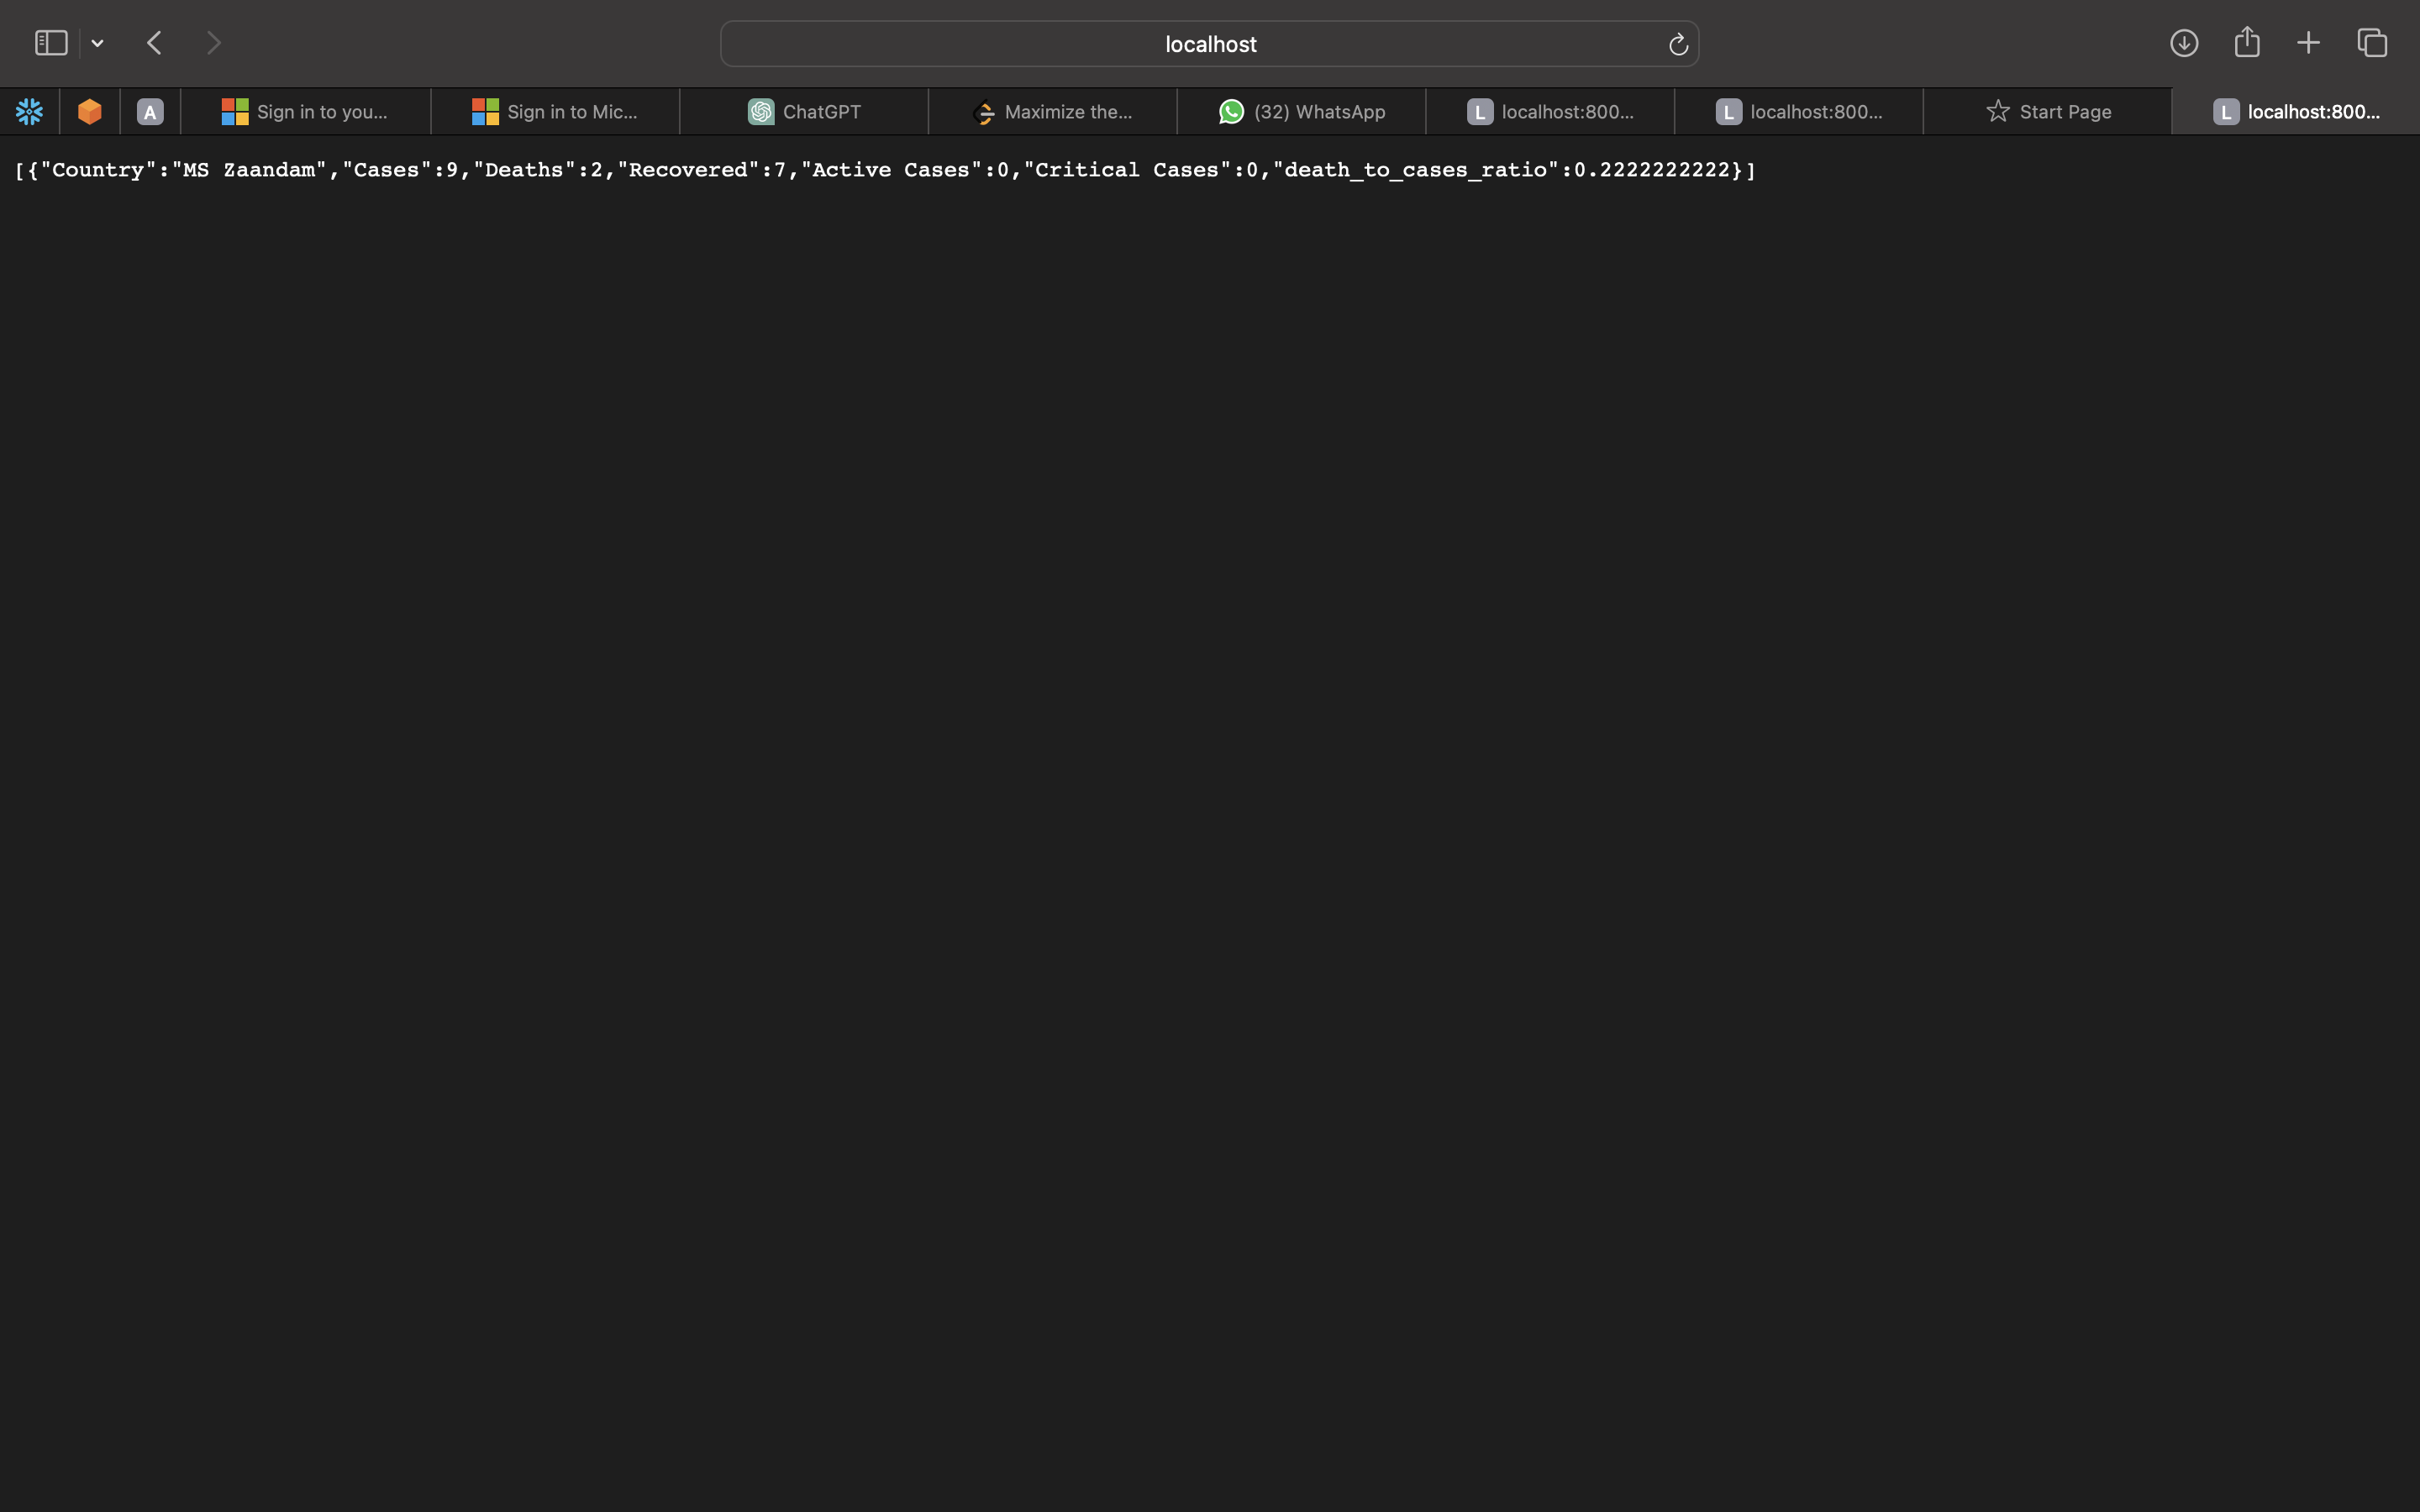 localhost
A
Sign in to you...
Sign in to Mic...
ChatGPT
Maximize the...
(32) WhatsApp
L localhost:800...
L localhost:800...
Start Page
L localhost:800...
[{"Country":"MS Zaandam","Cases":9,"Deaths":2,"Recovered":7,"Active Cases":0,"Critical Cases":0,"death_to_cases_ratio":0.2222222222}]